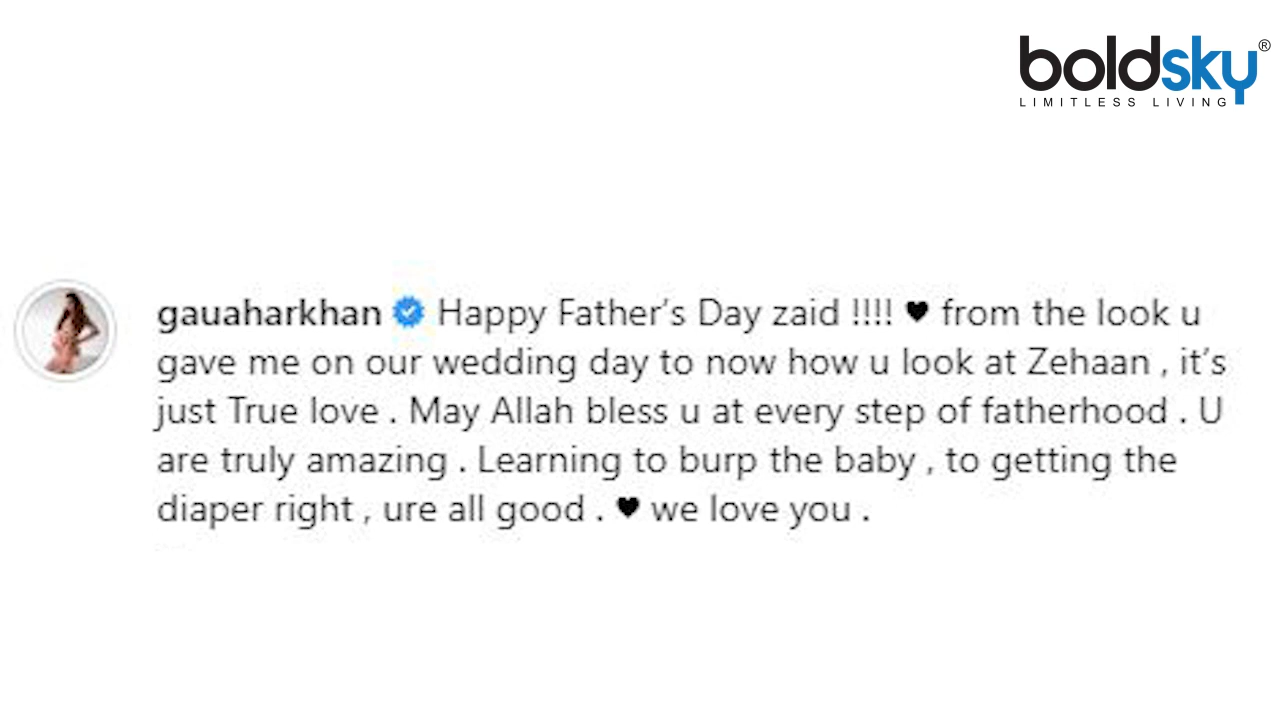 boldsky®
LIMITLESS LIVING
gauaharkhan Happy Father’s Day zaid !!!! ♥ from the look u
gave me on our wedding day to now how u look at Zehaan , it’s
just True love . May Allah bless u at every step of fatherhood . U
are truly amazing . Learning to burp the baby , to getting the
diaper right , ure all good . ♥ we love you .